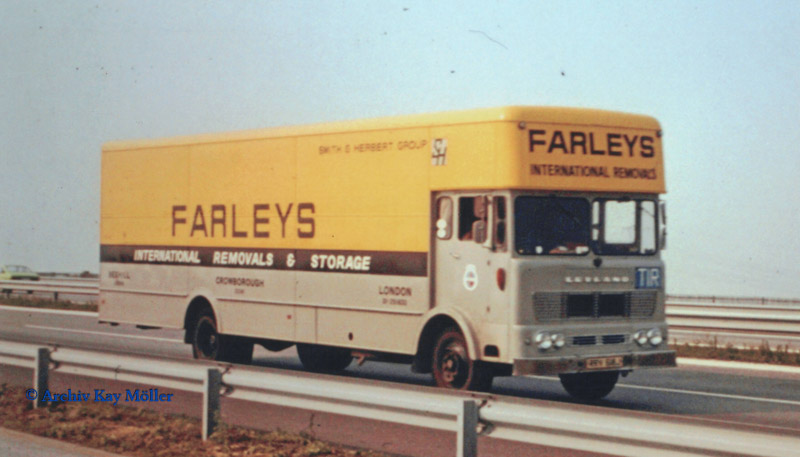 SMITH & HERBERT GROUP
SH
FARLEYS
INTERNATIONAL REMOVALS
FARLEYS
INTERNATIONAL REMOVALS & STORAGE
CROWBOROUGH
LONDON
LEYLAND
TIR
© Archiv Kay Möller